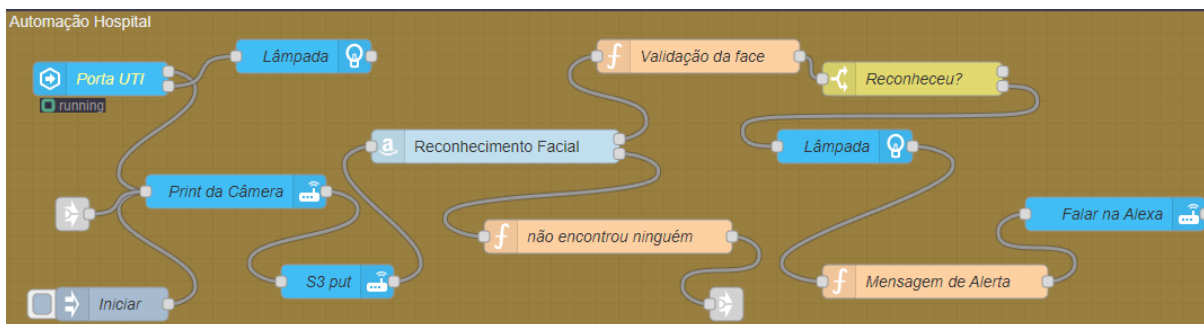 Automação Hospital
Lâmpada
Validação da face
Porta UTI
Reconheceu?
running
a Reconhecimento Facial
Lâmpada
Print da Câmera
Falar na Alexa
não encontrou ninguém
S3 put
Mensagem de Alerta
Iniciar